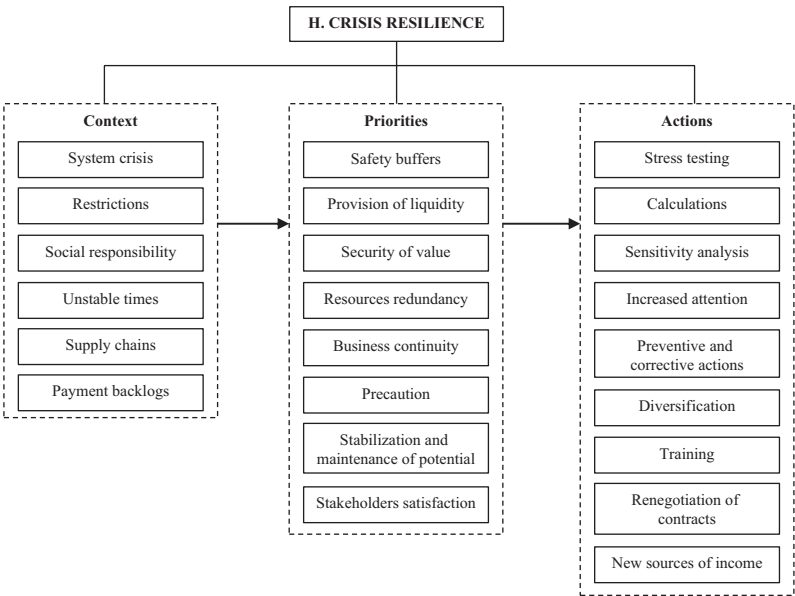 H. CRISIS RESILIENCE
Context
System crisis
Restrictions
Social responsibility
Unstable times
Supply chains
Payment backlogs
Priorities
Safety buffers
Provision of liquidity
Security of value
Resources redundancy
Business continuity
Precaution
Stabilization and
maintenance of potential
Stakeholders satisfaction
Actions
Stress testing
Calculations
Sensitivity analysis
Increased attention
Preventive and
corrective actions
Diversification
Training
Renegotiation of
contracts
New sources of income